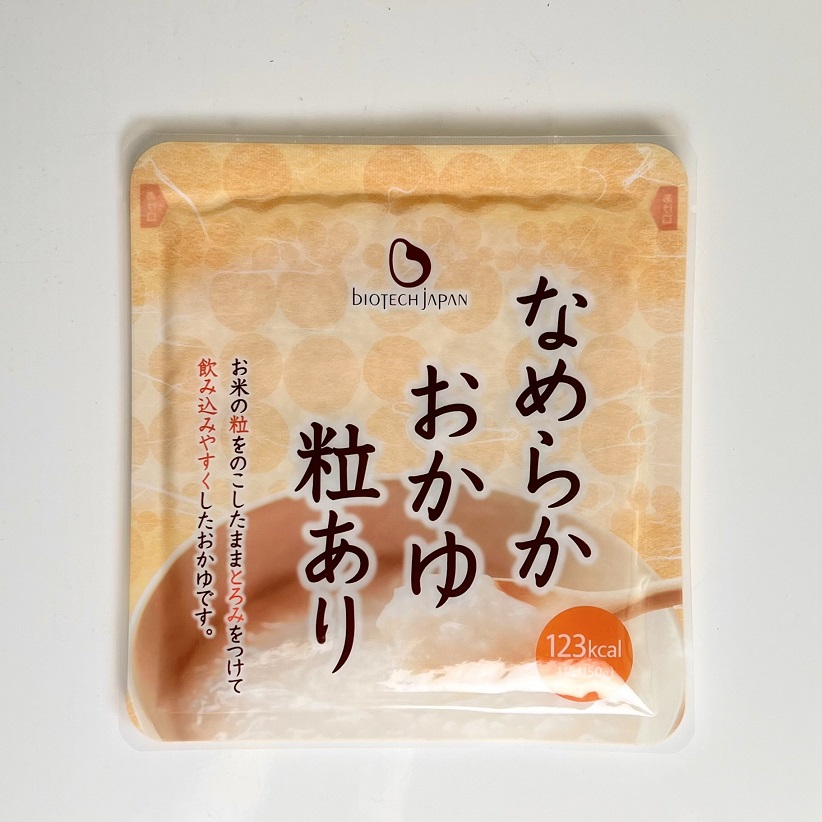 BIOTECH JAPAN
なめらか
おかゆ
粒あり
お米の粒をのこしたままとろみをつけて
飲み込みやすくしたおかゆです。
123kcal